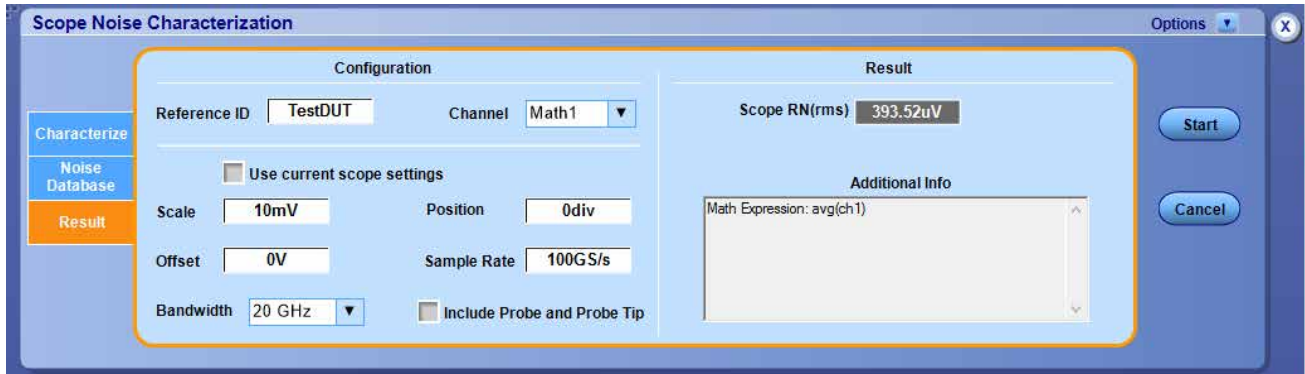 Scope Noise Characterization
Options
X
Characterize
Noise
Database
Result
Configuration
Reference ID TestDUT Channel Math1
Use current scope settings
Scale 10mV Position 0div
Offset 0V Sample Rate 100GS/s
Bandwidth 20 GHz Include Probe and Probe Tip
Result
Scope RN(rms) 393.52uV
Additional Info
Math Expression: avg(ch1)
Start
Cancel